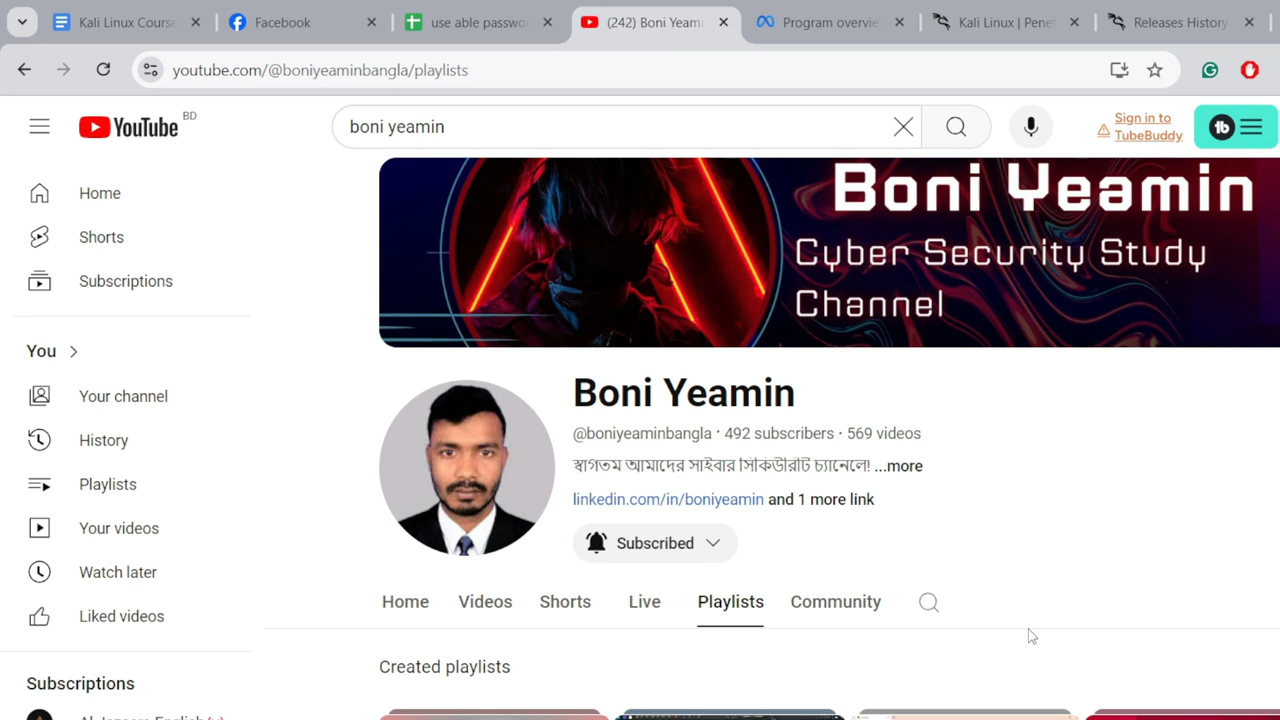 Kali Linux Cours
Facebook
use able passwo
(242) Boni Yeami
Program overvie
Kali Linux | Penet
Releases History
youtube.com/@boniyeaminbangla/playlists
YouTube BD
boni yeamin
Sign in to
TubeBuddy
tb
Home
Shorts
Subscriptions
You
Your channel
History
Playlists
Your videos
Watch later
Liked videos
Subscriptions
Boni Yeamin
Cyber Security Study
Channel
Boni Yeamin
@boniyeaminbangla · 492 subscribers · 569 videos
স্বাগতম আমাদের সাইবার সিকিউরিটি চ্যানেলে! ...more
linkedin.com/in/boniyeamin and 1 more link
Subscribed
Home Videos Shorts Live Playlists Community
Created playlists